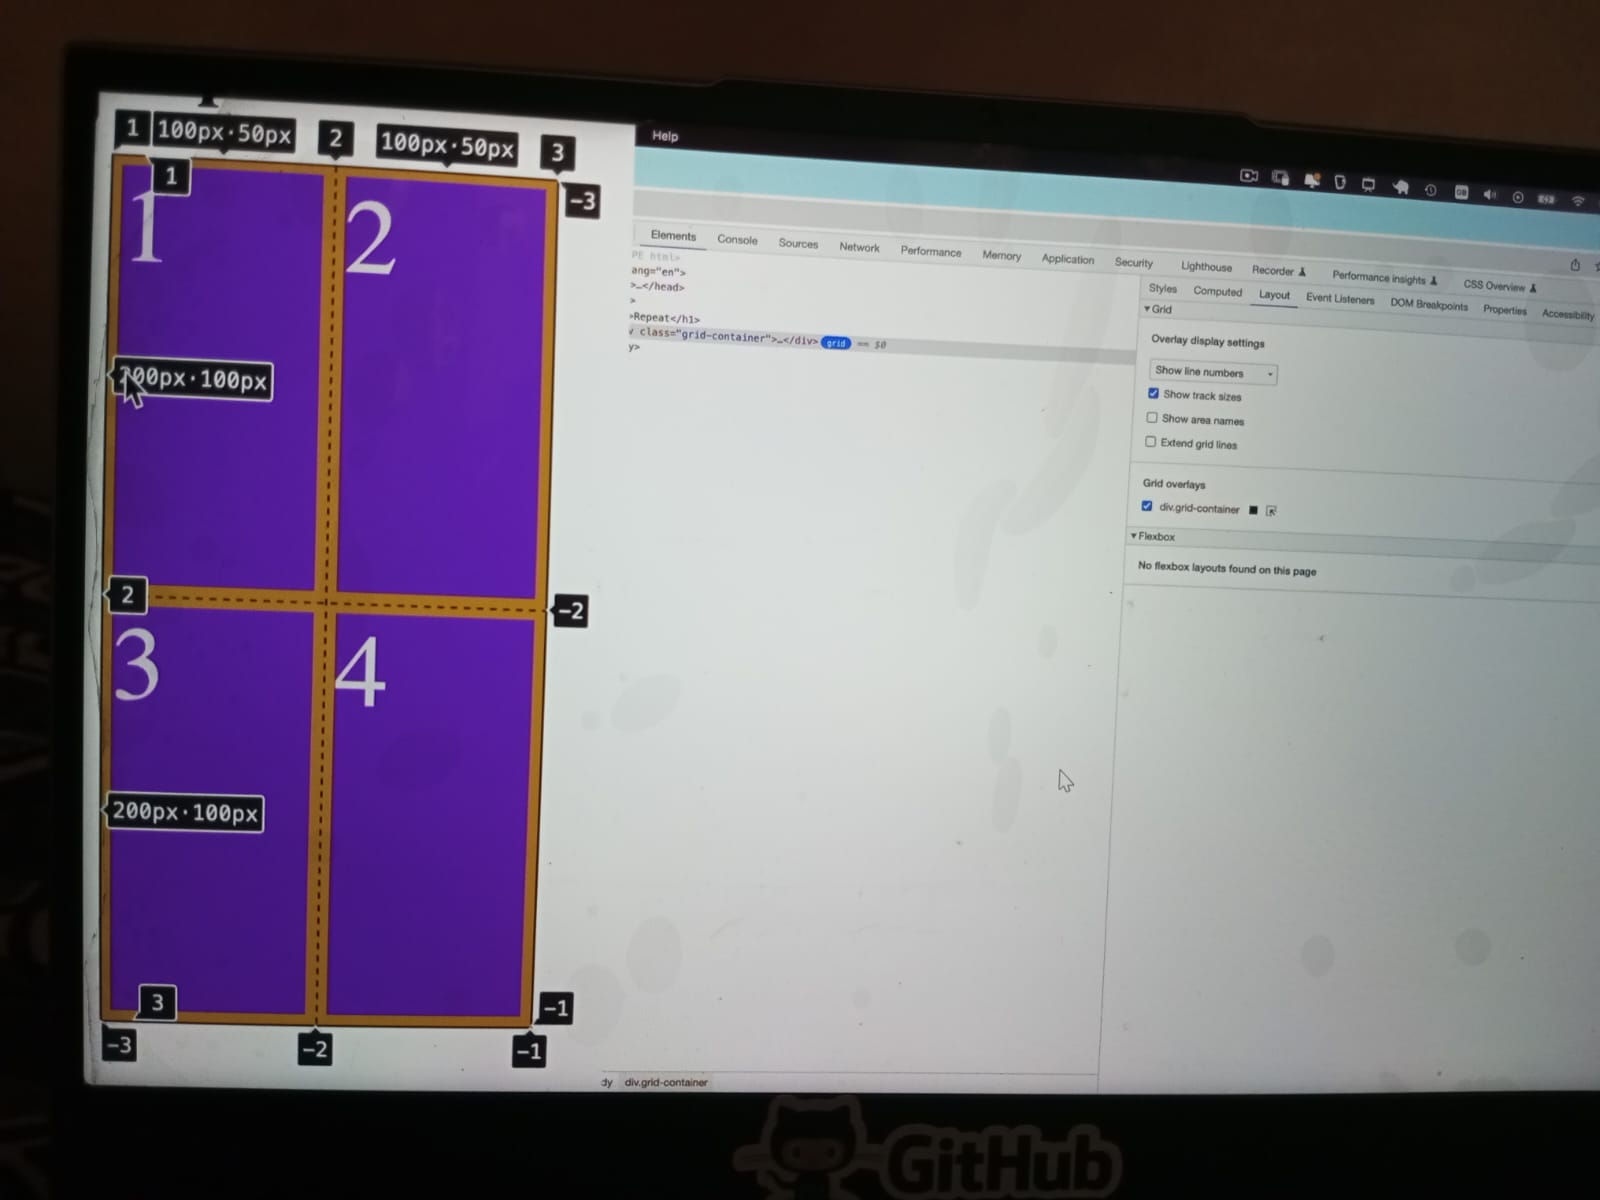 1 100px·50px 2 100px·50px 3
1
-3
1 2
200px·100px
2
-2
3 4
200px·100px
3
-1
-3 -2 -1
Help
Elements Console Sources Network Performance Memory Application Security Lighthouse Recorder Performance insights CSS Overview
PE html>
ang="en">
>…</head>
>
>Repeat</h1>
v class="grid-container">…</div> grid == $0
y>
Styles Computed Layout Event Listeners DOM Breakpoints Properties Accessibility
Grid
Overlay display settings
Show line numbers
Show track sizes
Show area names
Extend grid lines
Grid overlays
div.grid-container
Flexbox
No flexbox layouts found on this page
dy div.grid-container
GitHub